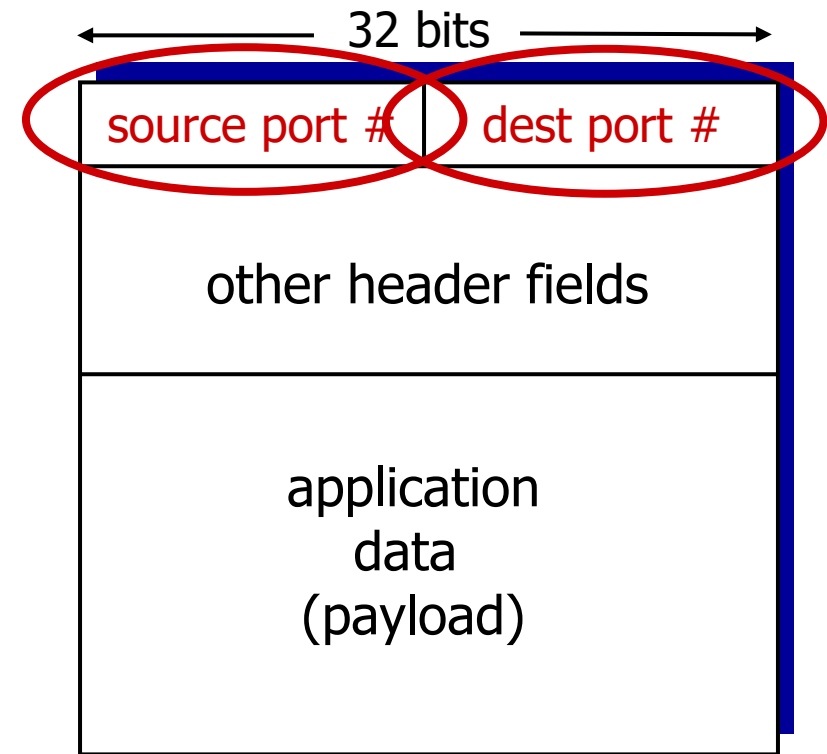 32 bits
source port #
dest port #
other header fields
application
data
(payload)